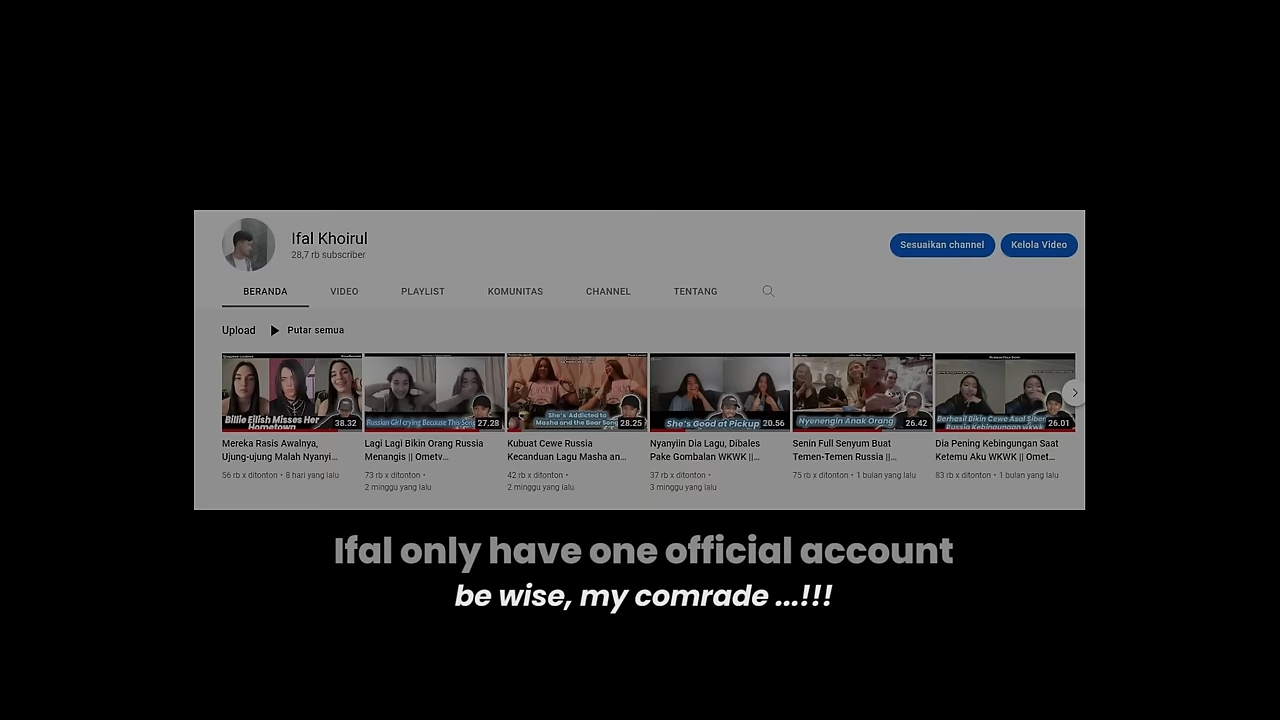 Ifal Khoirul
28,7 rb subscriber
Sesuaikan channel
Kelola Video
BERANDA
VIDEO
PLAYLIST
KOMUNITAS
CHANNEL
TENTANG
Upload
Putar semua
Billie Eilish Misses Her
Hometown
38.32
Russian Girl crying Because This Song
27,28
She's Addicted to
Masha and the Bear Song
28.25
She's Good at Pickup
20.56
Nyenengin Anak Orang
26.42
Berhasil Bikin Cewe Asal Siber
Russia Kebingungan wkwk
26.01
Mereka Rasis Awalnya,
Ujung-ujung Malah Nyanyi...
56 rb x ditonton • 8 hari yang lalu
Lagi Lagi Bikin Orang Russia
Menangis || Ometv...
73 rb x ditonton •
2 minggu yang lalu
Kubuat Cewe Russia
Kecanduan Lagu Masha an...
42 rb x ditonton •
2 minggu yang lalu
Nyanyiin Dia Lagu, Dibales
Pake Gombalan WKWK ||...
37 rb x ditonton •
3 minggu yang lalu
Senin Full Senyum Buat
Temen-Temen Russia ||...
75 rb x ditonton • 1 bulan yang lalu
Dia Pening Kebingungan Saat
Ketemu Aku WKWK || Omet...
83 rb x ditonton • 1 bulan yang lalu
Ifal only have one official account
be wise, my comrade ...!!!